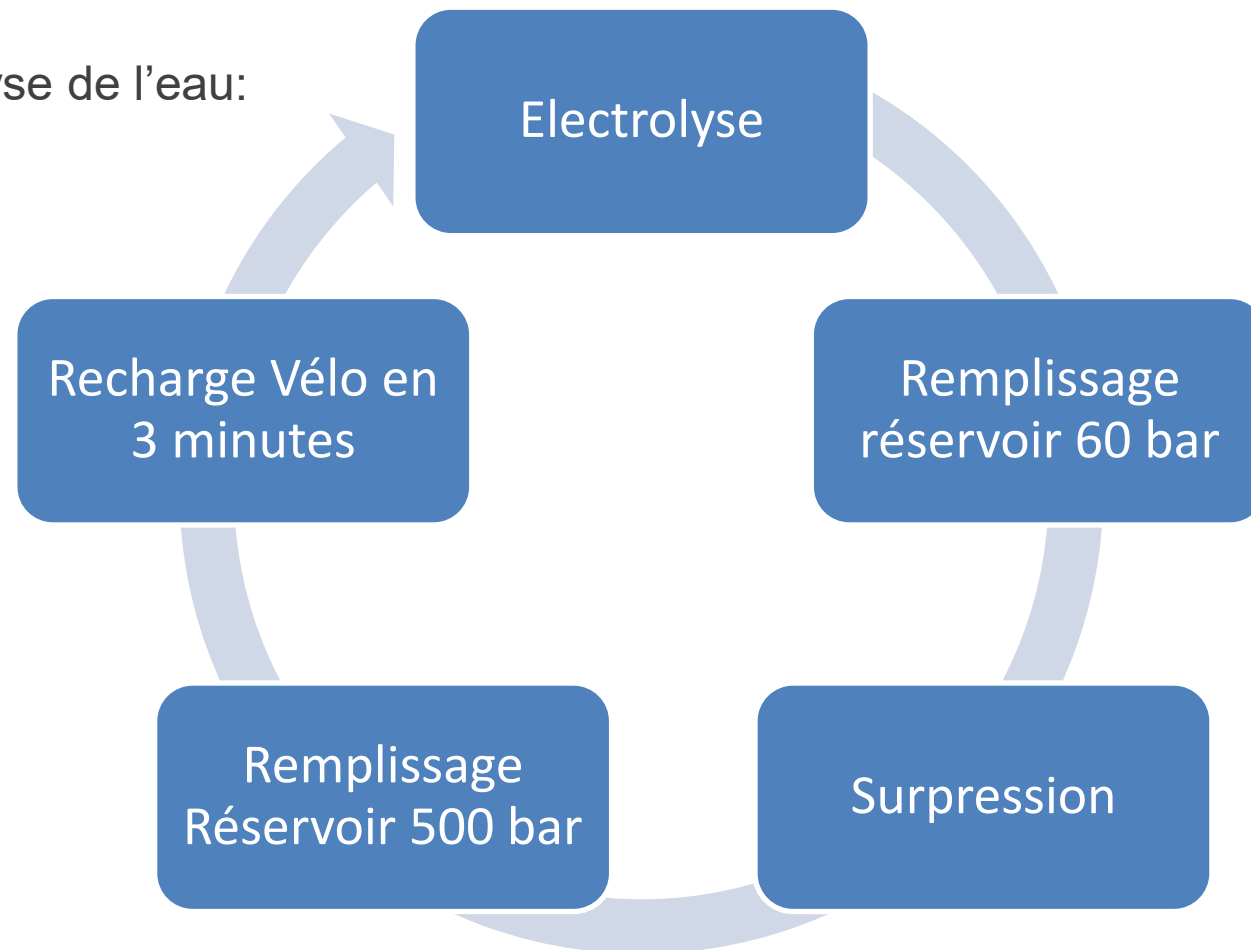 yse de l’eau:
Electrolyse
Remplissage
réservoir 60 bar
Surpression
Remplissage
Réservoir 500 bar
Recharge Vélo en
3 minutes